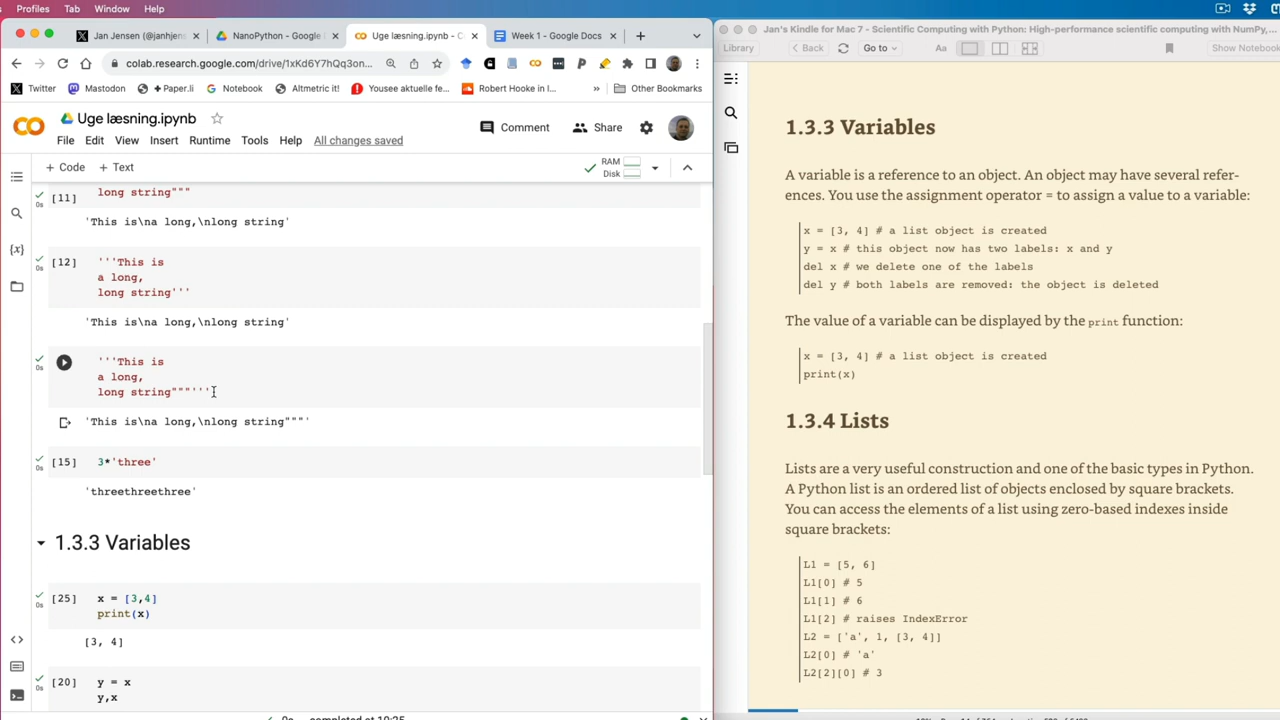 Profiles Tab Window Help
Jan Jensen (@janhjens
NanoPython - Google
Uge læsning.ipynb - C
Week 1 - Google Docs
colab.research.google.com/drive/1xKd6Y7hQq3on...
Twitter Mastodon + Paper.li Notebook Altmetric it! Yousee aktuelle fe... Robert Hooke in l... » Other Bookmarks
Uge læsning.ipynb
Comment Share
File Edit View Insert Runtime Tools Help All changes saved
+ Code + Text RAM
Disk
[11] long string"""
'This is\na long,\nlong string'
[12] '''This is
a long,
long string'''
'This is\na long,\nlong string'
'''This is
a long,
long string"""'''
'This is\na long,\nlong string"""'
[15] 3*'three'
'threethreethree'
1.3.3 Variables
[25] x = [3,4]
print(x)
[3, 4]
[20] y = x
y,x
0s completed at 10:25
Jan's Kindle for Mac 7 - Scientific Computing with Python: High-performance scientific computing with NumPy,...
Library Back Go to Aa Show Notebook
1.3.3 Variables
A variable is a reference to an object. An object may have several refer-
ences. You use the assignment operator = to assign a value to a variable:
x = [3, 4] # a list object is created
y = x # this object now has two labels: x and y
del x # we delete one of the labels
del y # both labels are removed: the object is deleted
The value of a variable can be displayed by the print function:
x = [3, 4] # a list object is created
print(x)
1.3.4 Lists
Lists are a very useful construction and one of the basic types in Python.
A Python list is an ordered list of objects enclosed by square brackets.
You can access the elements of a list using zero-based indexes inside
square brackets:
L1 = [5, 6]
L1[0] # 5
L1[1] # 6
L1[2] # raises IndexError
L2 = ['a', 1, [3, 4]]
L2[0] # 'a'
L2[2][0] # 3